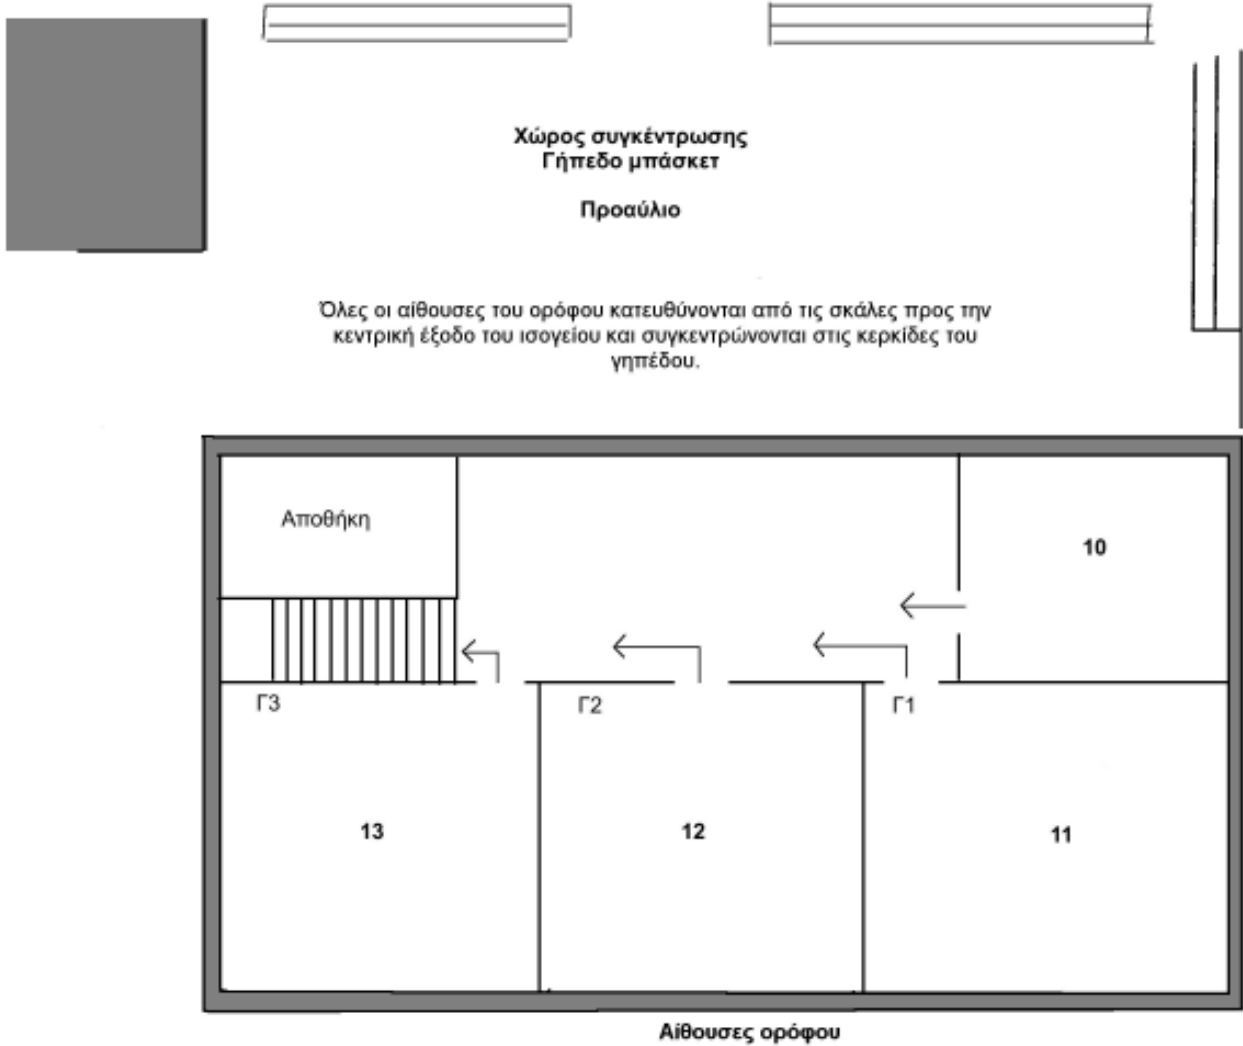 Χώρος συγκέντρωσης
Γήπεδο μπάσκετ
Προαύλιο
Όλες οι αίθουσες του ορόφου κατευθύνονται από τις σκάλες προς την
κεντρική έξοδο του ισογείου και συγκεντρώνονται στις κερκίδες του
γηπέδου.
Αποθήκη
10
Γ3
Γ2
Γ1
13
12
11
Αίθουσες ορόφου